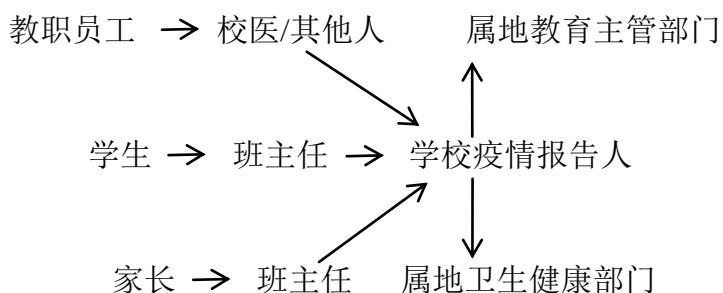 教职员工 → 校医/其他人 属地教育主管部门
学生 → 班主任 → 学校疫情报告人
家长 → 班主任 属地卫生健康部门